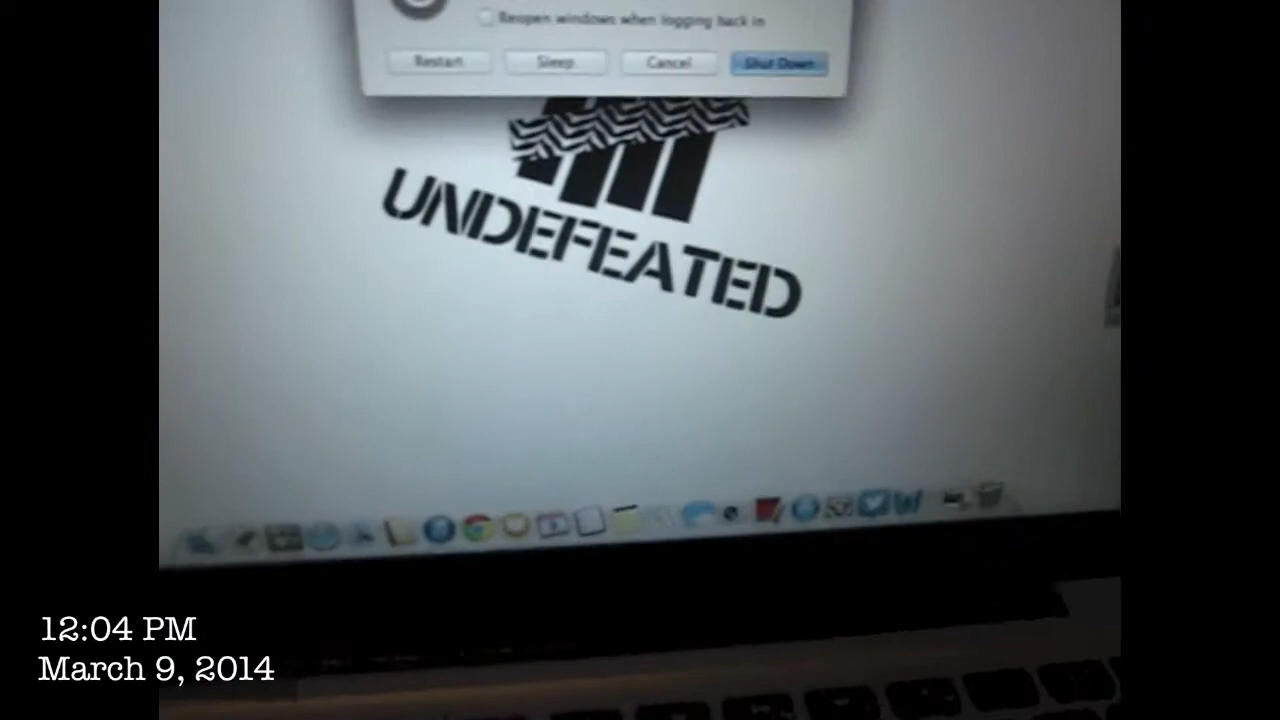 Reopen windows when logging back in
Restart Sleep Cancel Shut Down
UNDEFEATED
12:04 PM
March 9, 2014